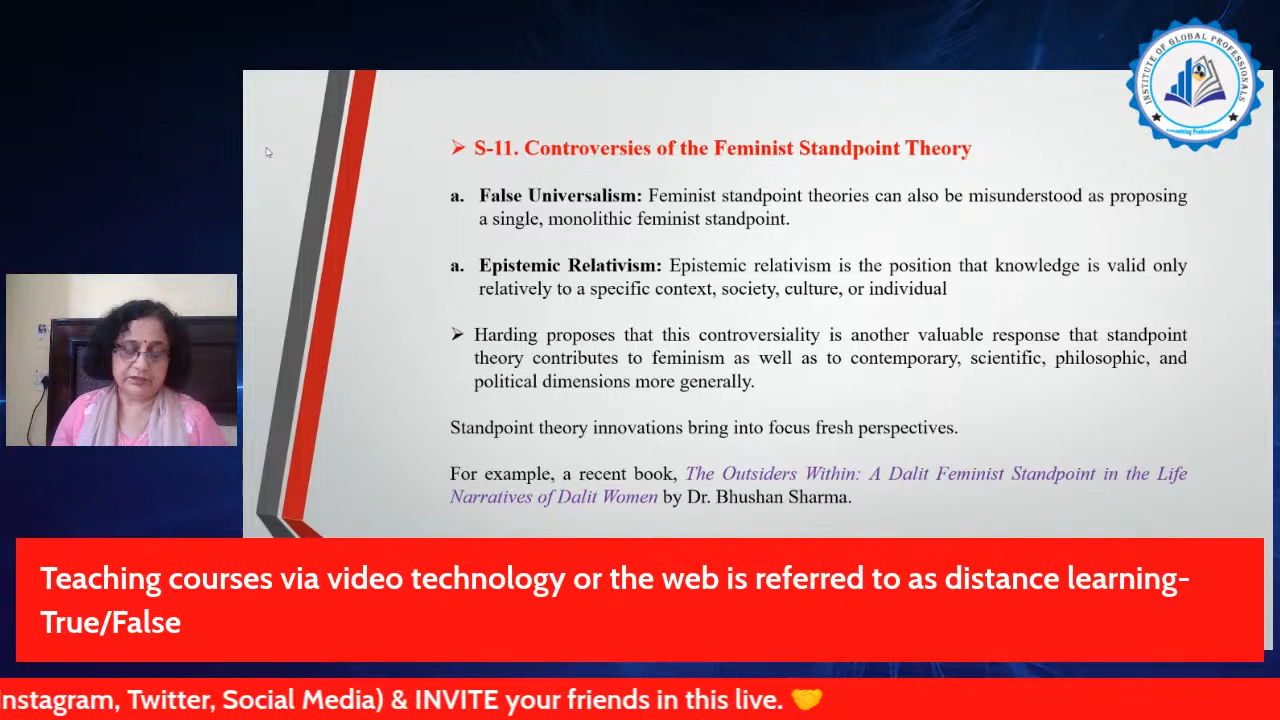 INSTITUTE OF GLOBAL PROFESSIONALS
➢ S-11. Controversies of the Feminist Standpoint Theory
a. False Universalism: Feminist standpoint theories can also be misunderstood as proposing
a single, monolithic feminist standpoint.
a. Epistemic Relativism: Epistemic relativism is the position that knowledge is valid only
relatively to a specific context, society, culture, or individual
➢ Harding proposes that this controversiality is another valuable response that standpoint
theory contributes to feminism as well as to contemporary, scientific, philosophic, and
political dimensions more generally.
Standpoint theory innovations bring into focus fresh perspectives.
For example, a recent book, The Outsiders Within: A Dalit Feminist Standpoint in the Life
Narratives of Dalit Women by Dr. Bhushan Sharma.
Teaching courses via video technology or the web is referred to as distance learning-
True/False
Instagram, Twitter, Social Media) & INVITE your friends in this live. 🤝